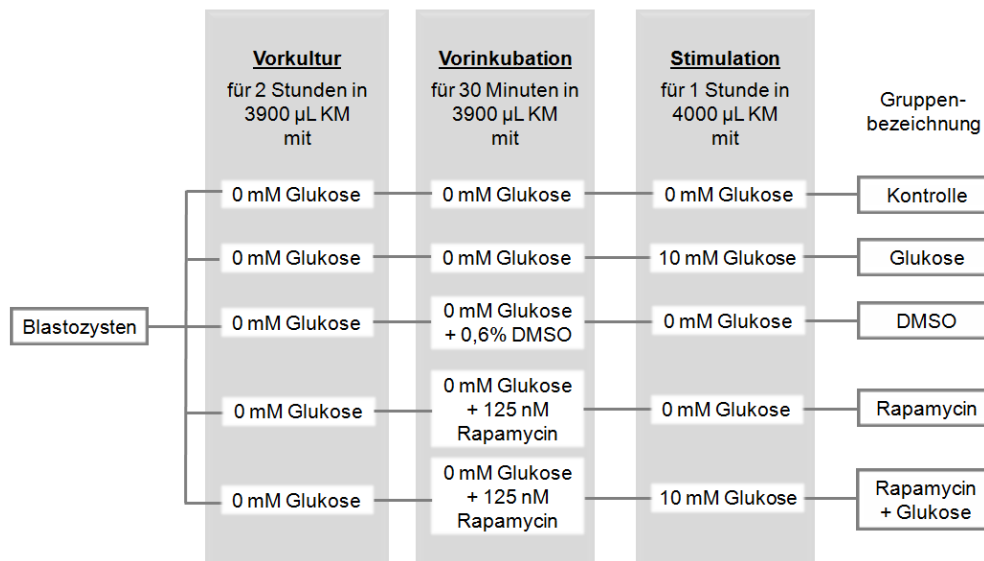 Vorkultur
für 2 Stunden in
3900 µL KM
mit
Vorinkubation
für 30 Minuten in
3900 µL KM
mit
Stimulation
für 1 Stunde in
4000 µL KM
mit
Gruppen-
bezeichnung
0 mM Glukose
0 mM Glukose
0 mM Glukose
Kontrolle
0 mM Glukose
0 mM Glukose
10 mM Glukose
Glukose
Blastozysten
0 mM Glukose
0 mM Glukose
+ 0,6% DMSO
0 mM Glukose
DMSO
0 mM Glukose
0 mM Glukose
+ 125 nM
Rapamycin
0 mM Glukose
Rapamycin
0 mM Glukose
0 mM Glukose
+ 125 nM
Rapamycin
10 mM Glukose
Rapamycin
+ Glukose